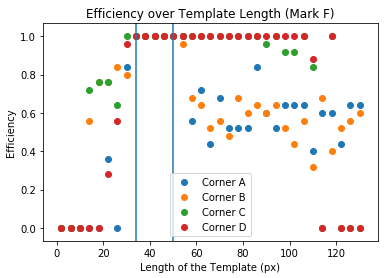 Efficiency over Template Length (Mark F)
1.0
0.8
0.6
0.4
0.2
0.0
Efficiency
Corner A
Corner B
Corner C
Corner D
0 20 40 60 80 100 120
Length of the Template (px)